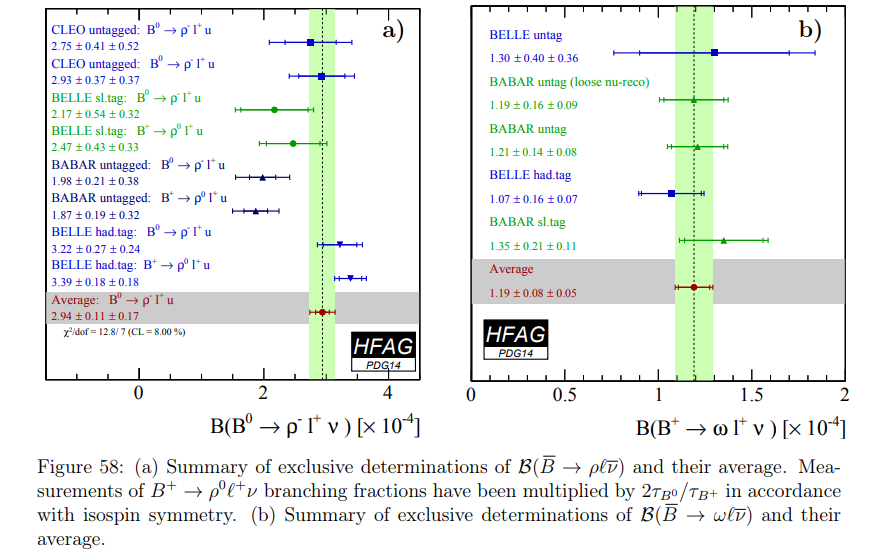 a)
CLEO untagged: B⁰ → ρ⁻ l⁺ υ
2.75 ± 0.41 ± 0.52
CLEO untagged: B⁰ → ρ⁻ l⁺ υ
2.93 ± 0.37 ± 0.37
BELLE sl.tag: B⁰ → ρ⁻ l⁺ υ
2.17 ± 0.54 ± 0.32
BELLE sl.tag: B⁺ → ρ⁰ l⁺ υ
2.47 ± 0.43 ± 0.33
BABAR untagged: B⁰ → ρ⁻ l⁺ υ
1.98 ± 0.21 ± 0.38
BABAR untagged: B⁺ → ρ⁰ l⁺ υ
1.87 ± 0.19 ± 0.32
BELLE had.tag: B⁰ → ρ⁻ l⁺ υ
3.22 ± 0.27 ± 0.24
BELLE had.tag: B⁺ → ρ⁰ l⁺ υ
3.39 ± 0.18 ± 0.18
Average: B⁰ → ρ⁻ l⁺ υ
2.94 ± 0.11 ± 0.17
χ²/dof = 12.8/ 7 (CL = 8.00 %)
HFAG
PDG14
0 2 4
B(B⁰ → ρ⁻ l⁺ ν ) [× 10⁻⁴]
b)
BELLE untag
1.30 ± 0.40 ± 0.36
BABAR untag (loose nu-reco)
1.19 ± 0.16 ± 0.09
BABAR untag
1.21 ± 0.14 ± 0.08
BELLE had.tag
1.07 ± 0.16 ± 0.07
BABAR sl.tag
1.35 ± 0.21 ± 0.11
Average
1.19 ± 0.08 ± 0.05
HFAG
PDG14
0 0.5 1 1.5 2
B(B⁺ → ω l⁺ ν ) [× 10⁻⁴]
Figure 58: (a) Summary of exclusive determinations of ℬ(B̅ → ρℓν̅) and their average. Mea-
surements of B⁺ → ρ⁰ℓ⁺ν branching fractions have been multiplied by 2τ_B⁰/τ_B⁺ in accordance
with isospin symmetry. (b) Summary of exclusive determinations of ℬ(B̅ → ωℓν̅) and their
average.